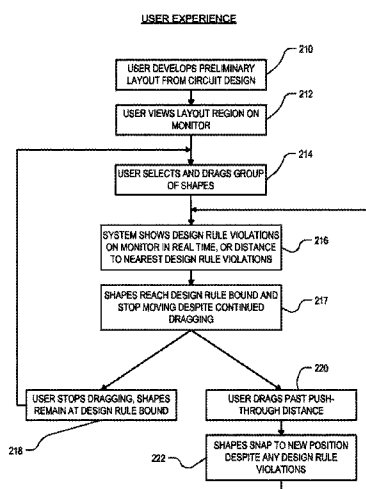 USER EXPERIENCE
210
USER DEVELOPS PRELIMINARY
LAYOUT FROM CIRCUIT DESIGN
212
USER VIEWS LAYOUT REGION ON
MONITOR
214
USER SELECTS AND DRAGS GROUP
OF SHAPES
SYSTEM SHOWS DESIGN RULE VIOLATIONS
ON MONITOR IN REAL TIME, OR DISTANCE
TO NEAREST DESIGN RULE VIOLATIONS
216
SHAPES REACH DESIGN RULE BOUND AND
STOP MOVING DESPITE CONTINUED
DRAGGING
217
220
USER STOPS DRAGGING, SHAPES
REMAIN AT DESIGN RULE BOUND
218
USER DRAGS PAST PUSH-
THROUGH DISTANCE
222
SHAPES SNAP TO NEW POSITION
DESPITE ANY DESIGN RULE
VIOLATIONS